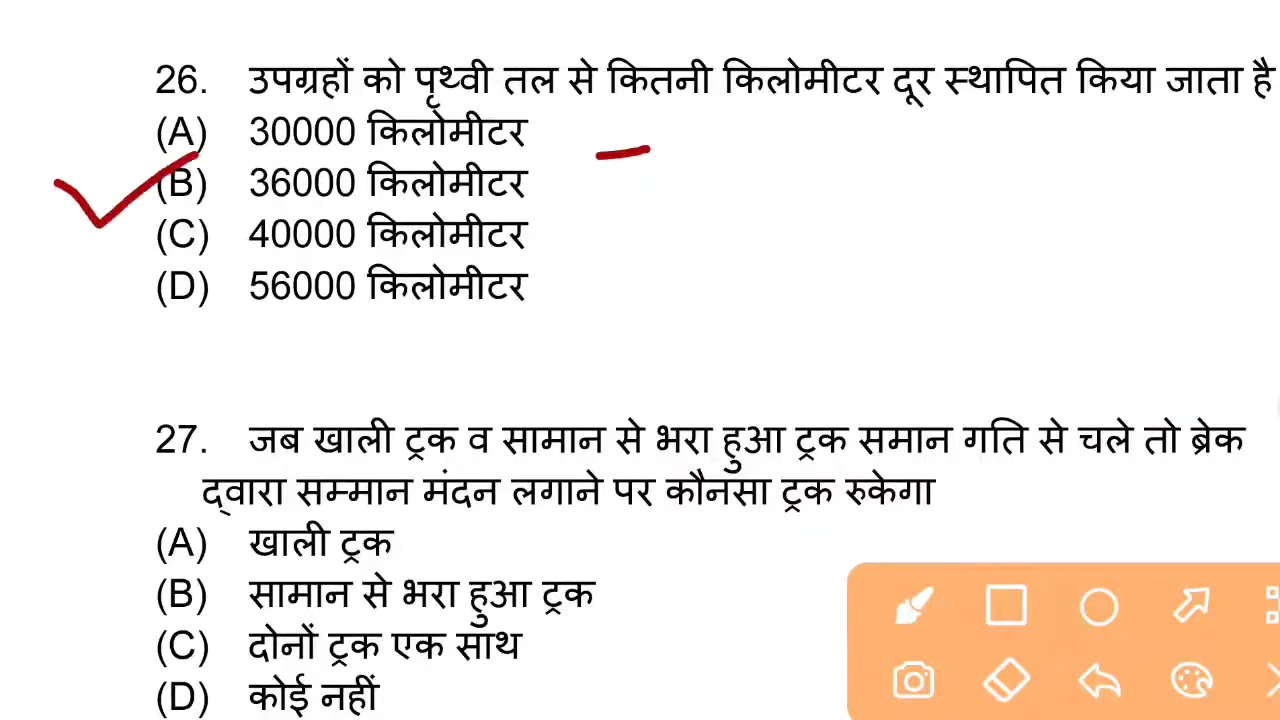 26. उपग्रहों को पृथ्वी तल से कितनी किलोमीटर दूर स्थापित किया जाता है
(A) 30000 किलोमीटर
(B) 36000 किलोमीटर
(C) 40000 किलोमीटर
(D) 56000 किलोमीटर
27. जब खाली ट्रक व सामान से भरा हुआ ट्रक समान गति से चले तो ब्रेक
द्वारा सम्मान मंदन लगाने पर कौनसा ट्रक रुकेगा
(A) खाली ट्रक
(B) सामान से भरा हुआ ट्रक
(C) दोनों ट्रक एक साथ
(D) कोई नहीं